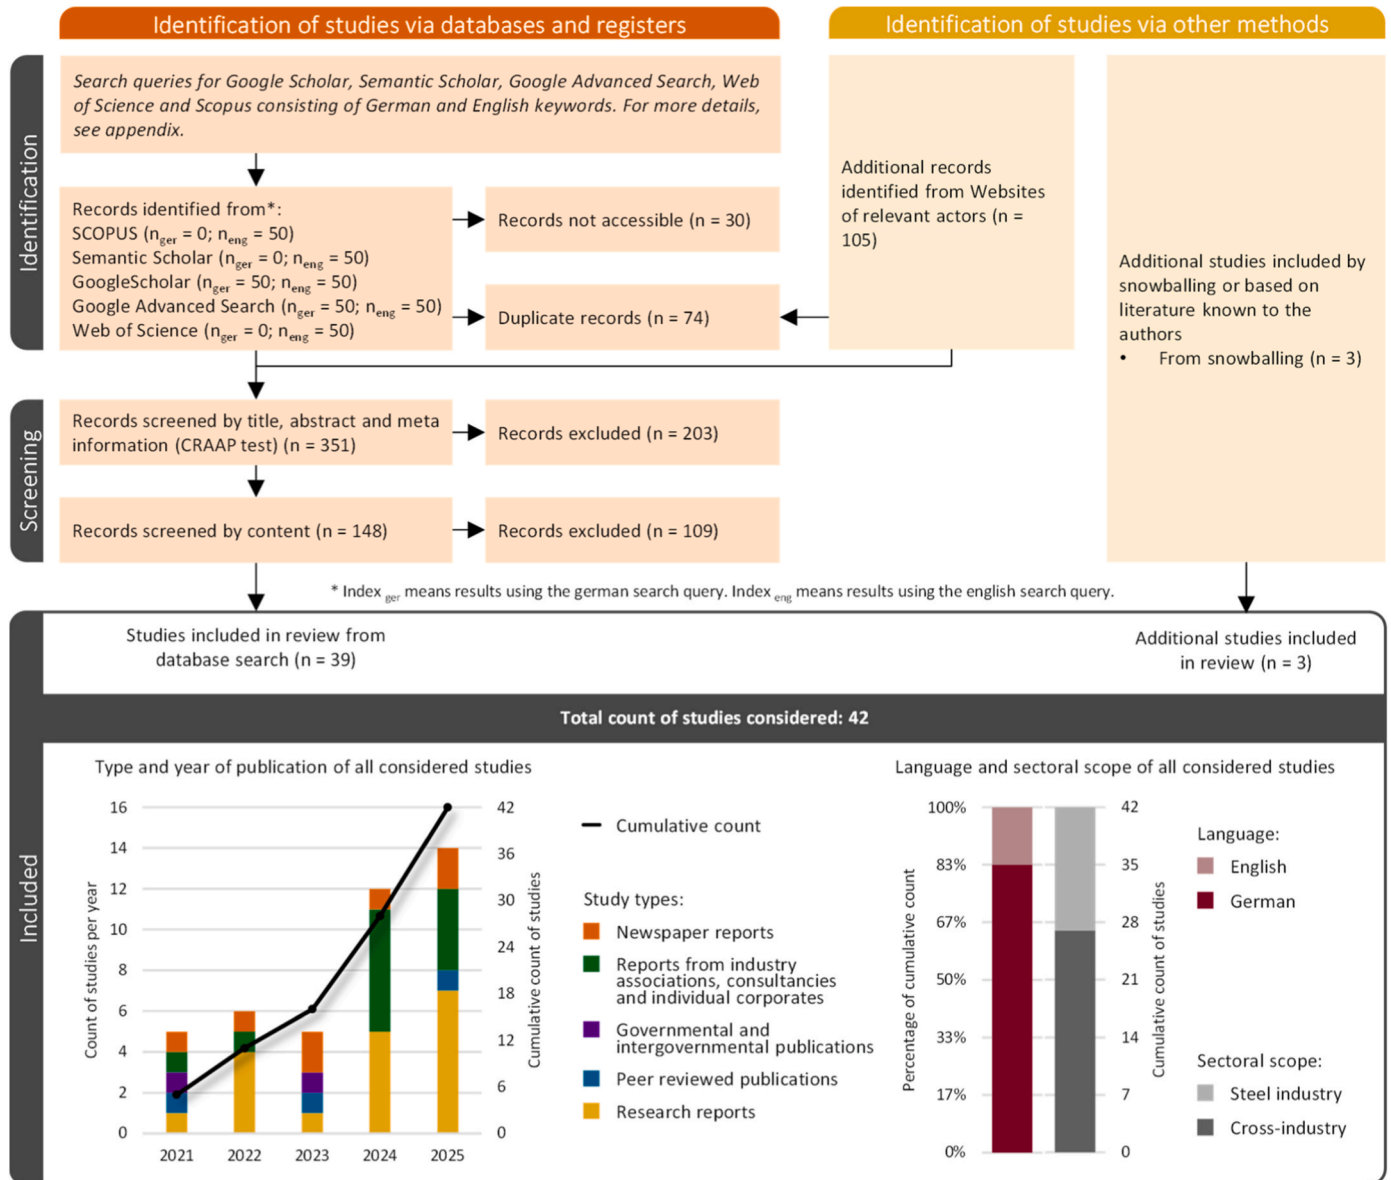 Identification of studies via databases and registers
Identification of studies via other methods
Identification
Search queries for Google Scholar, Semantic Scholar, Google Advanced Search, Web
of Science and Scopus consisting of German and English keywords. For more details,
see appendix.
Records identified from*:
SCOPUS (nger = 0; neng = 50)
Semantic Scholar (nger = 0; neng = 50)
GoogleScholar (nger = 50; neng = 50)
Google Advanced Search (nger = 50; neng = 50)
Web of Science (nger = 0; neng = 50)
Records not accessible (n = 30)
Duplicate records (n = 74)
Additional records
identified from Websites
of relevant actors (n =
105)
Additional studies included by
snowballing or based on
literature known to the
authors
• From snowballing (n = 3)
Screening
Records screened by title, abstract and meta
information (CRAAP test) (n = 351)
Records excluded (n = 203)
Records screened by content (n = 148)
Records excluded (n = 109)
* Index ger means results using the german search query. Index eng means results using the english search query.
Included
Studies included in review from
database search (n = 39)
Additional studies included
in review (n = 3)
Total count of studies considered: 42
Type and year of publication of all considered studies
Count of studies per year
16
14
12
10
8
6
4
2
0
2021
2022
2023
2024
2025
42
36
30
24
18
12
6
0
Cumulative count of studies
Cumulative count
Study types:
Newspaper reports
Reports from industry
associations, consultancies
and individual corporates
Governmental and
intergovernmental publications
Peer reviewed publications
Research reports
Language and sectoral scope of all considered studies
Percentage of cumulative count
100%
83%
67%
50%
33%
17%
0%
42
35
28
21
14
7
0
Cumulative count of studies
Language:
English
German
Sectoral scope:
Steel industry
Cross-industry